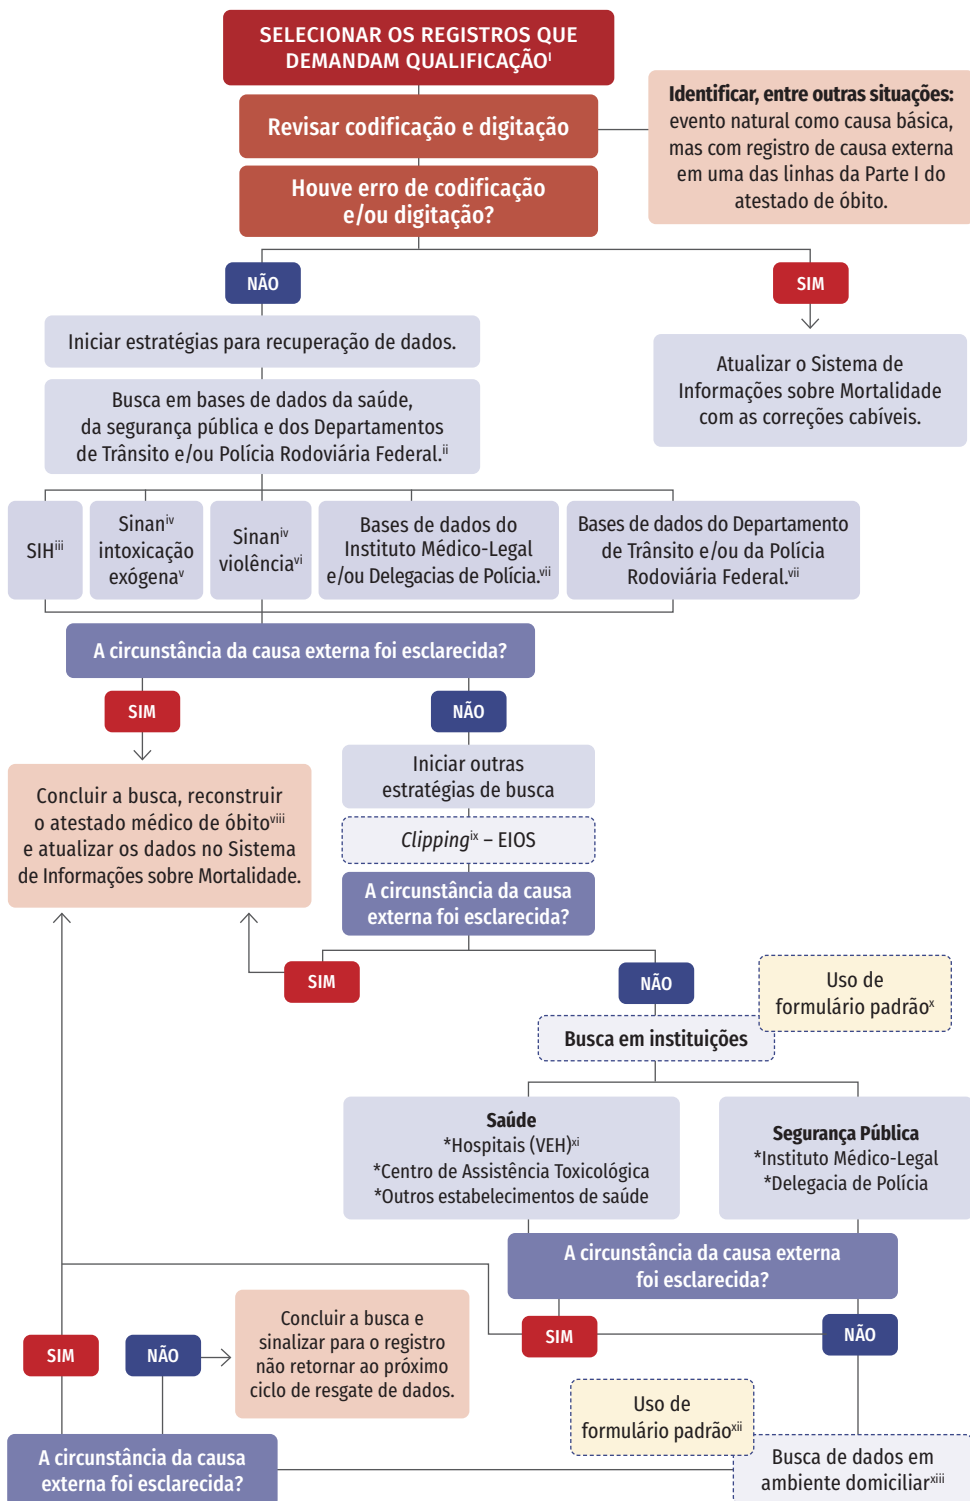 SELECIONAR OS REGISTROS QUE
DEMANDAM QUALIFICAÇÃOⁱ
Revisar codificação e digitação
Identificar, entre outras situações:
evento natural como causa básica,
mas com registro de causa externa
em uma das linhas da Parte I do
atestado de óbito.
Houve erro de codificação
e/ou digitação?
NÃO
SIM
Iniciar estratégias para recuperação de dados.
Atualizar o Sistema de
Informações sobre Mortalidade
com as correções cabíveis.
Busca em bases de dados da saúde,
da segurança pública e dos Departamentos
de Trânsito e/ou Polícia Rodoviária Federal.ⁱⁱ
SIHⁱⁱⁱ
Sinanⁱᵛ
intoxicação
exógenaᵛ
Sinanⁱᵛ
violênciaᵛⁱ
Bases de dados do
Instituto Médico-Legal
e/ou Delegacias de Polícia.ᵛⁱⁱ
Bases de dados do Departamento
de Trânsito e/ou da Polícia
Rodoviária Federal.ᵛⁱⁱ
A circunstância da causa externa foi esclarecida?
SIM
NÃO
Concluir a busca, reconstruir
o atestado médico de óbitoᵛⁱⁱⁱ
e atualizar os dados no Sistema
de Informações sobre Mortalidade.
Iniciar outras
estratégias de busca
Clippingⁱˣ – EIOS
A circunstância da causa
externa foi esclarecida?
SIM
NÃO
Uso de
formulário padrãoˣ
Busca em instituições
Saúde
*Hospitais (VEH)ˣⁱ
*Centro de Assistência Toxicológica
*Outros estabelecimentos de saúde
Segurança Pública
*Instituto Médico-Legal
*Delegacia de Polícia
A circunstância da causa externa
foi esclarecida?
SIM
NÃO
SIM
NÃO
Concluir a busca e
sinalizar para o registro
não retornar ao próximo
ciclo de resgate de dados.
Uso de
formulário padrãoˣⁱⁱ
Busca de dados em
ambiente domiciliarˣⁱⁱⁱ
A circunstância da causa
externa foi esclarecida?